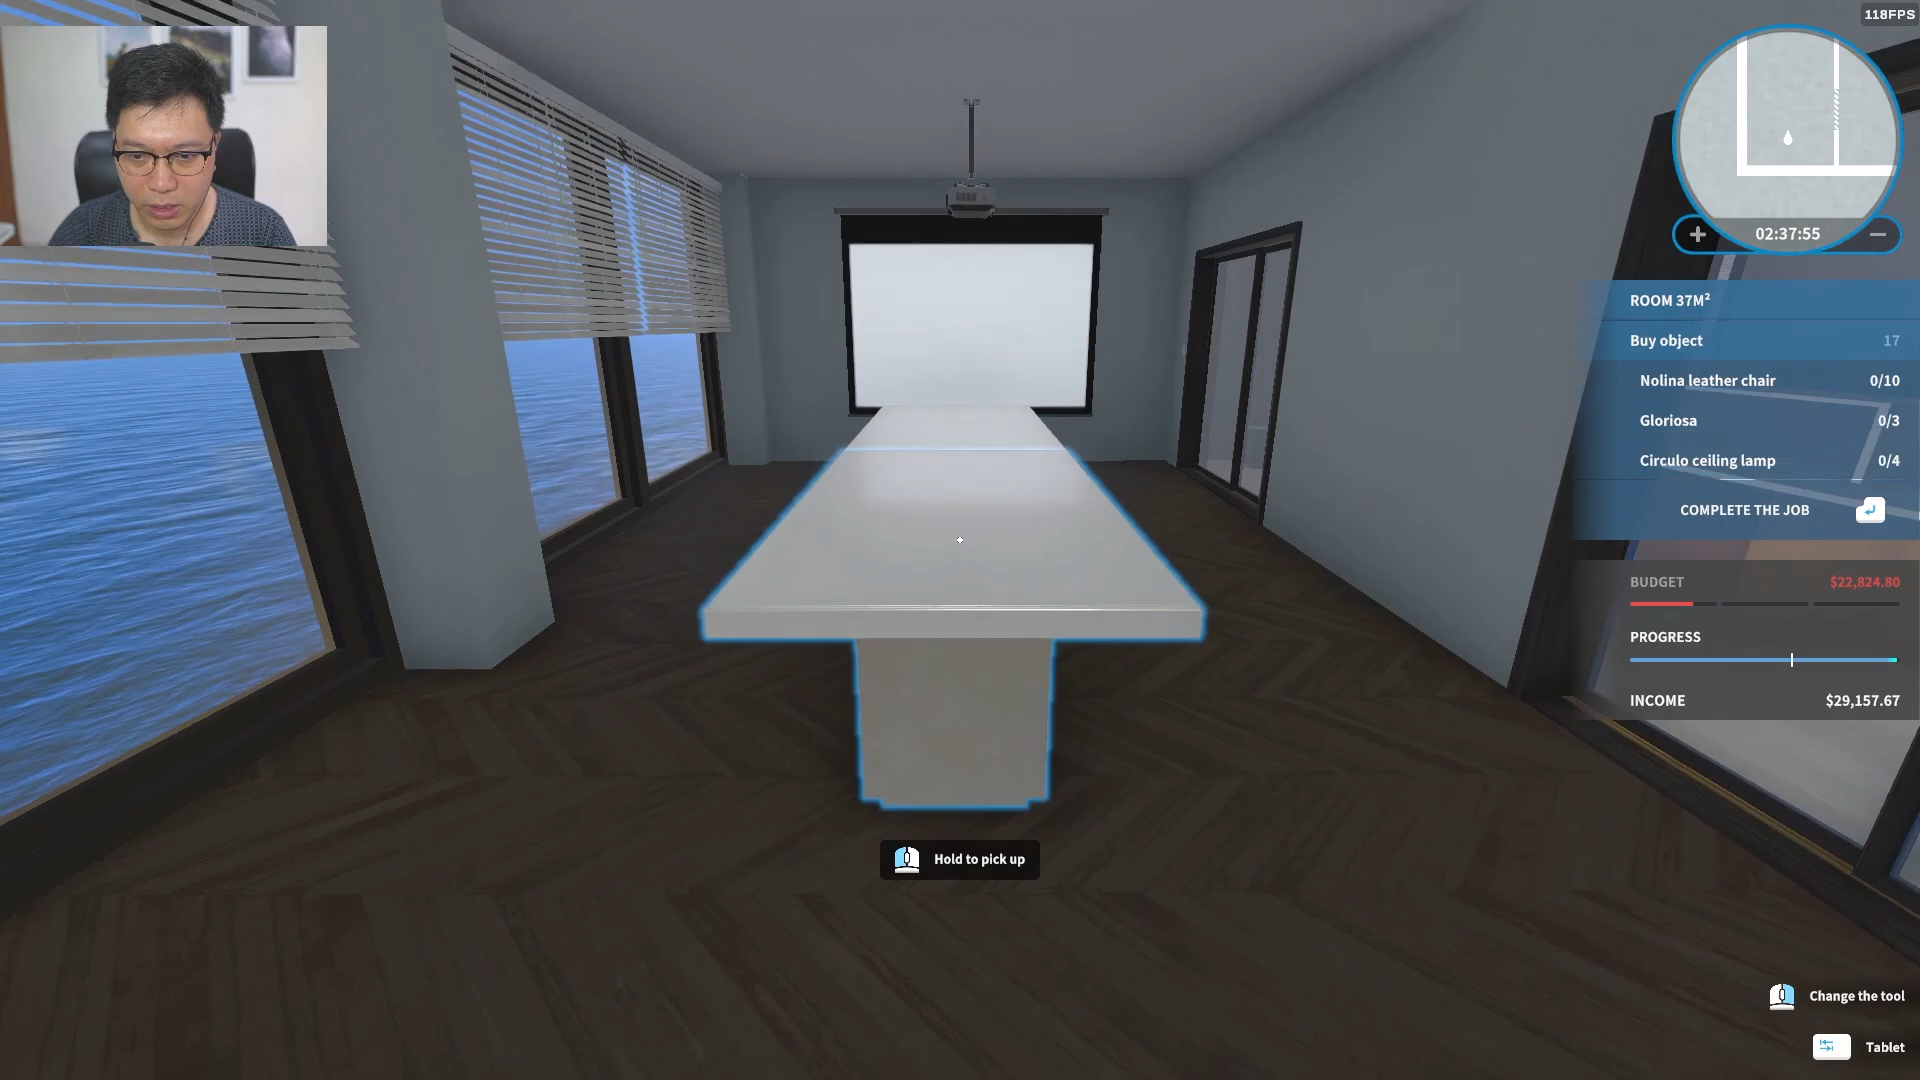 118FPS
02:37:55
ROOM 37M²
Buy object 17
Nolina leather chair 0/10
Gloriosa 0/3
Circulo ceiling lamp 0/4
COMPLETE THE JOB
BUDGET $22,824.80
PROGRESS
INCOME $29,157.67
Hold to pick up
Change the tool
Tablet